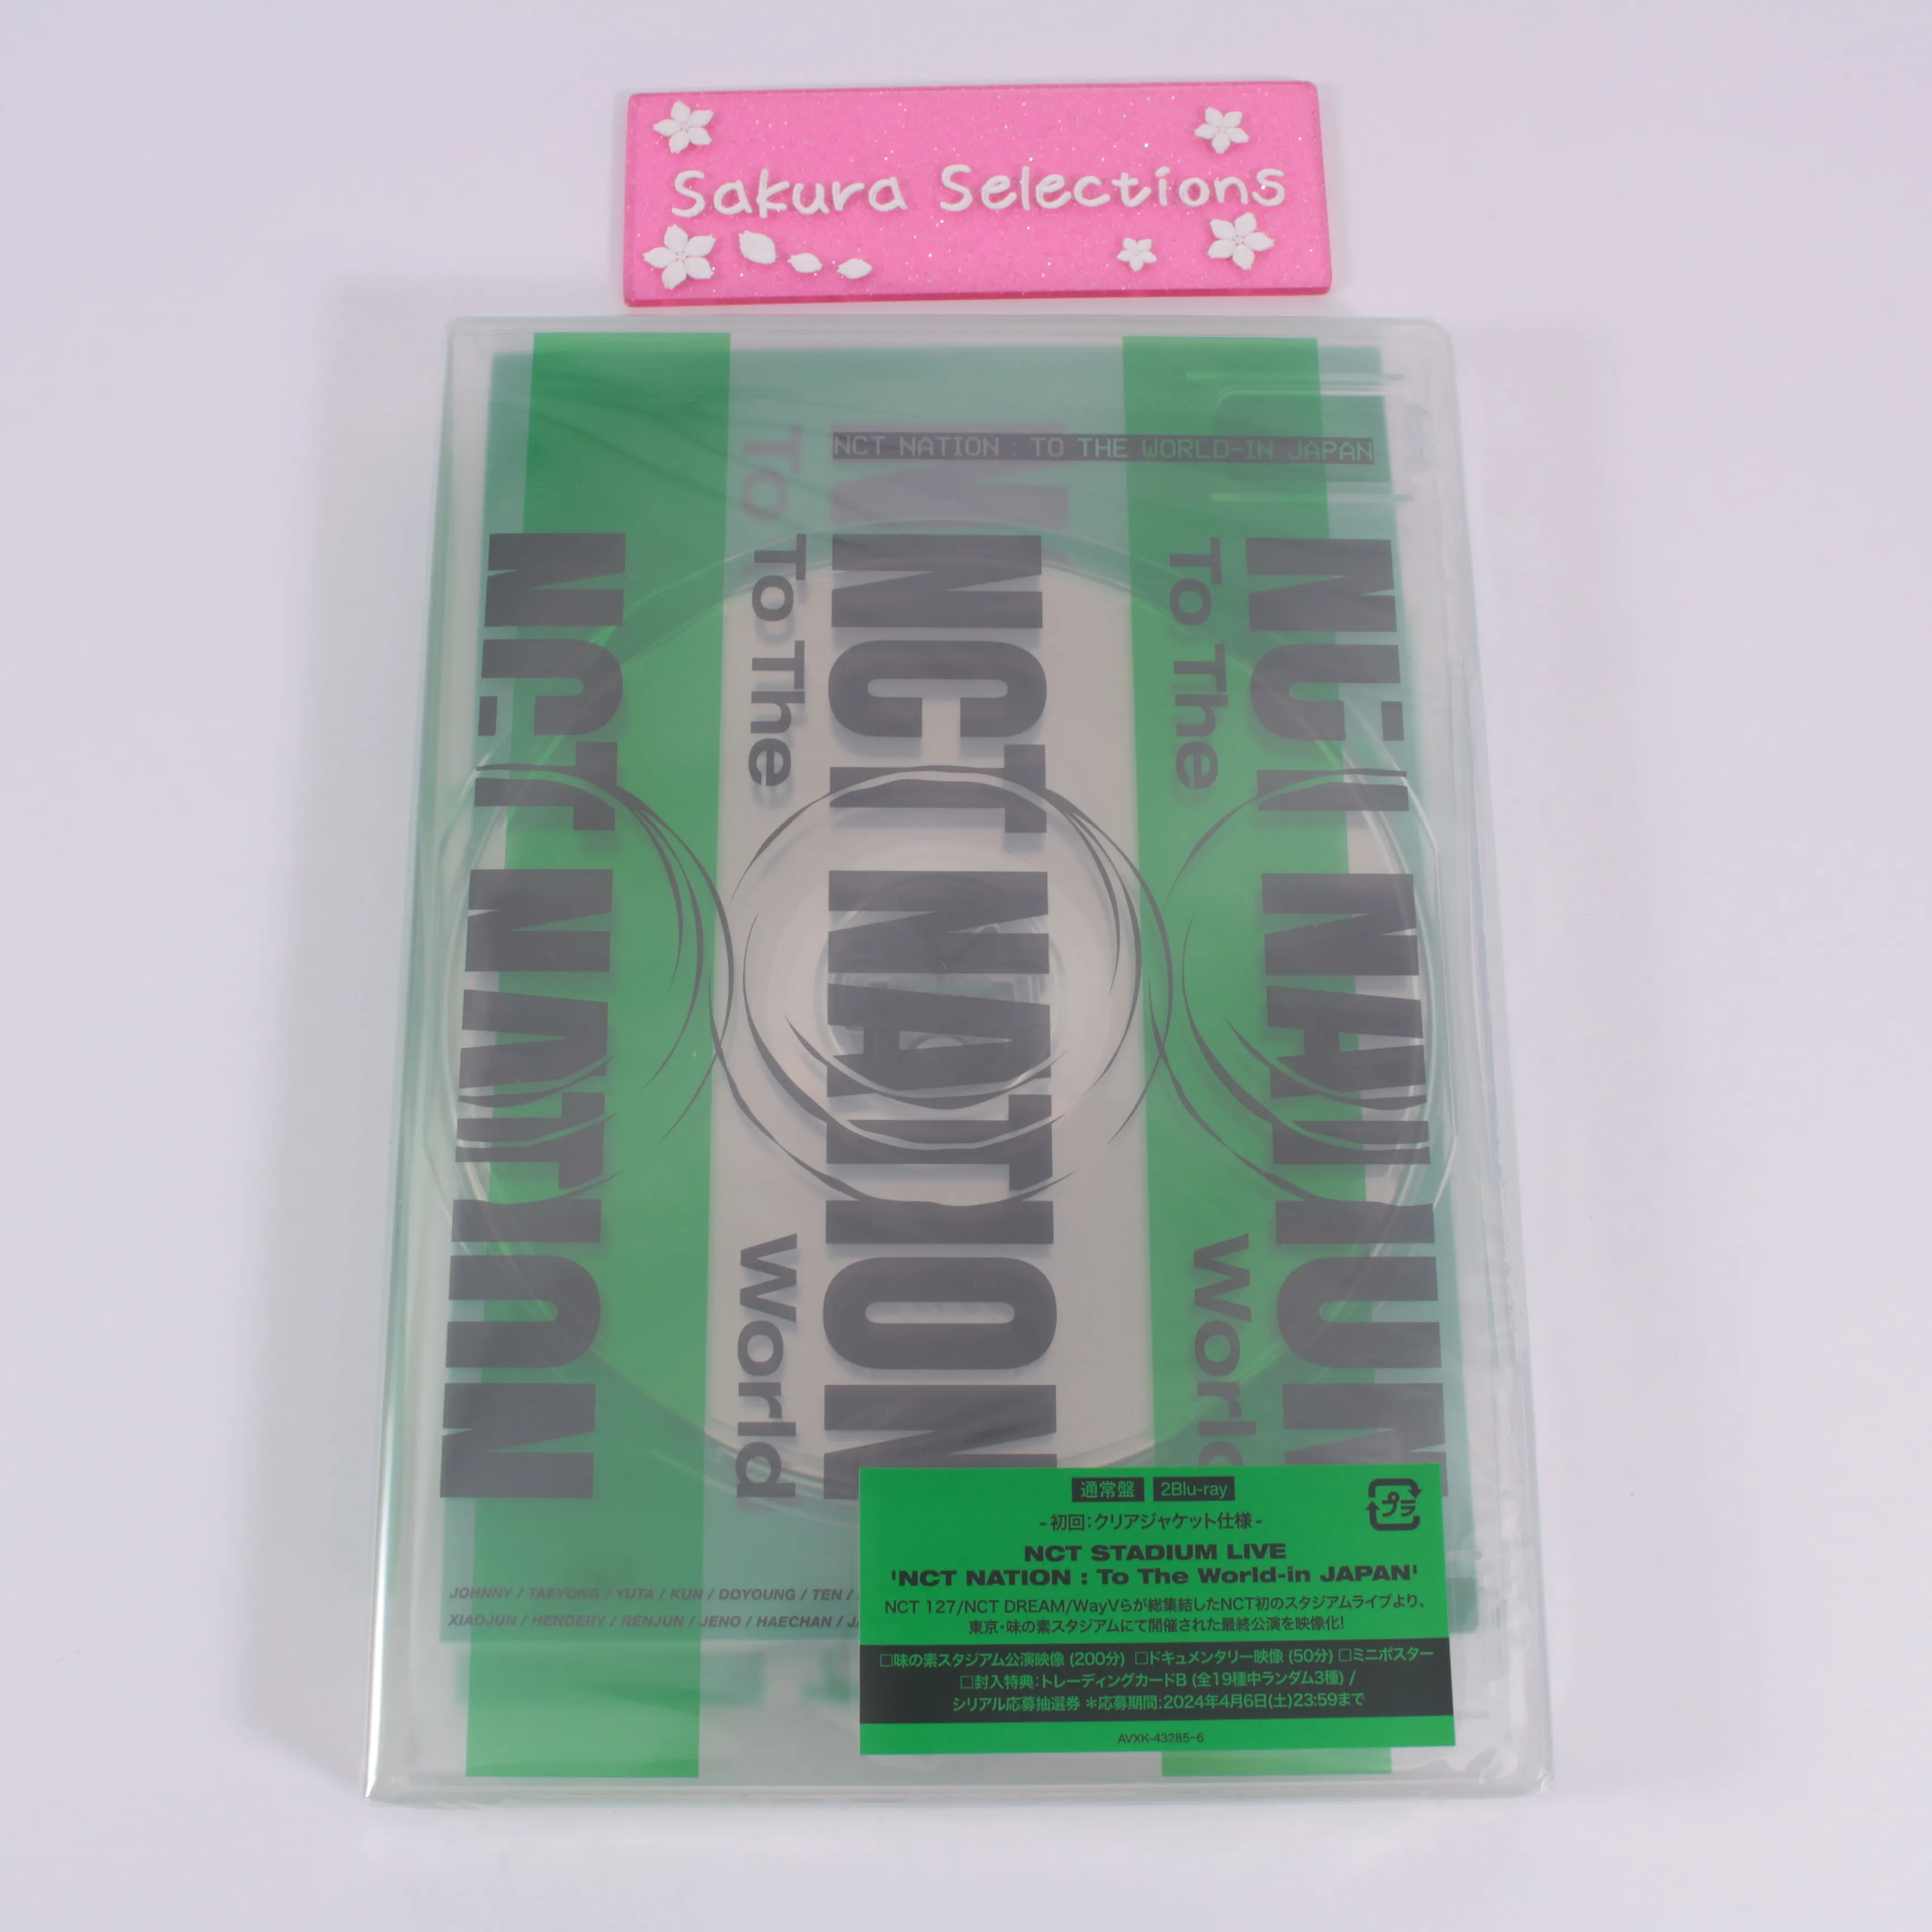 Sakura Selections
NCT NATION : TO THE WORLD-IN JAPAN
NCT NATION
To The World
NCT NATION
To The World
NCT NATION
JOHNNY / TAEYONG / YUTA / KUN / DOYOUNG / TEN /
XIAOJUN / HENDERY / RENJUN / JENO / HAECHAN /
通常盤 2Blu-ray
-初回:クリアジャケット仕様-
プラ
NCT STADIUM LIVE
'NCT NATION : To The World-in JAPAN'
NCT 127/NCT DREAM/WayVらが総集結したNCT初のスタジアムライブより、
東京・味の素スタジアムにて開催された最終公演を映像化!
□味の素スタジアム公演映像 (200分) □ドキュメンタリー映像 (50分) □ミニポスター
□封入特典:トレーディングカードB (全19種中ランダム3種) /
シリアル応募抽選券 ＊応募期間:2024年4月6日(土)23:59まで
AVXK-43285-6